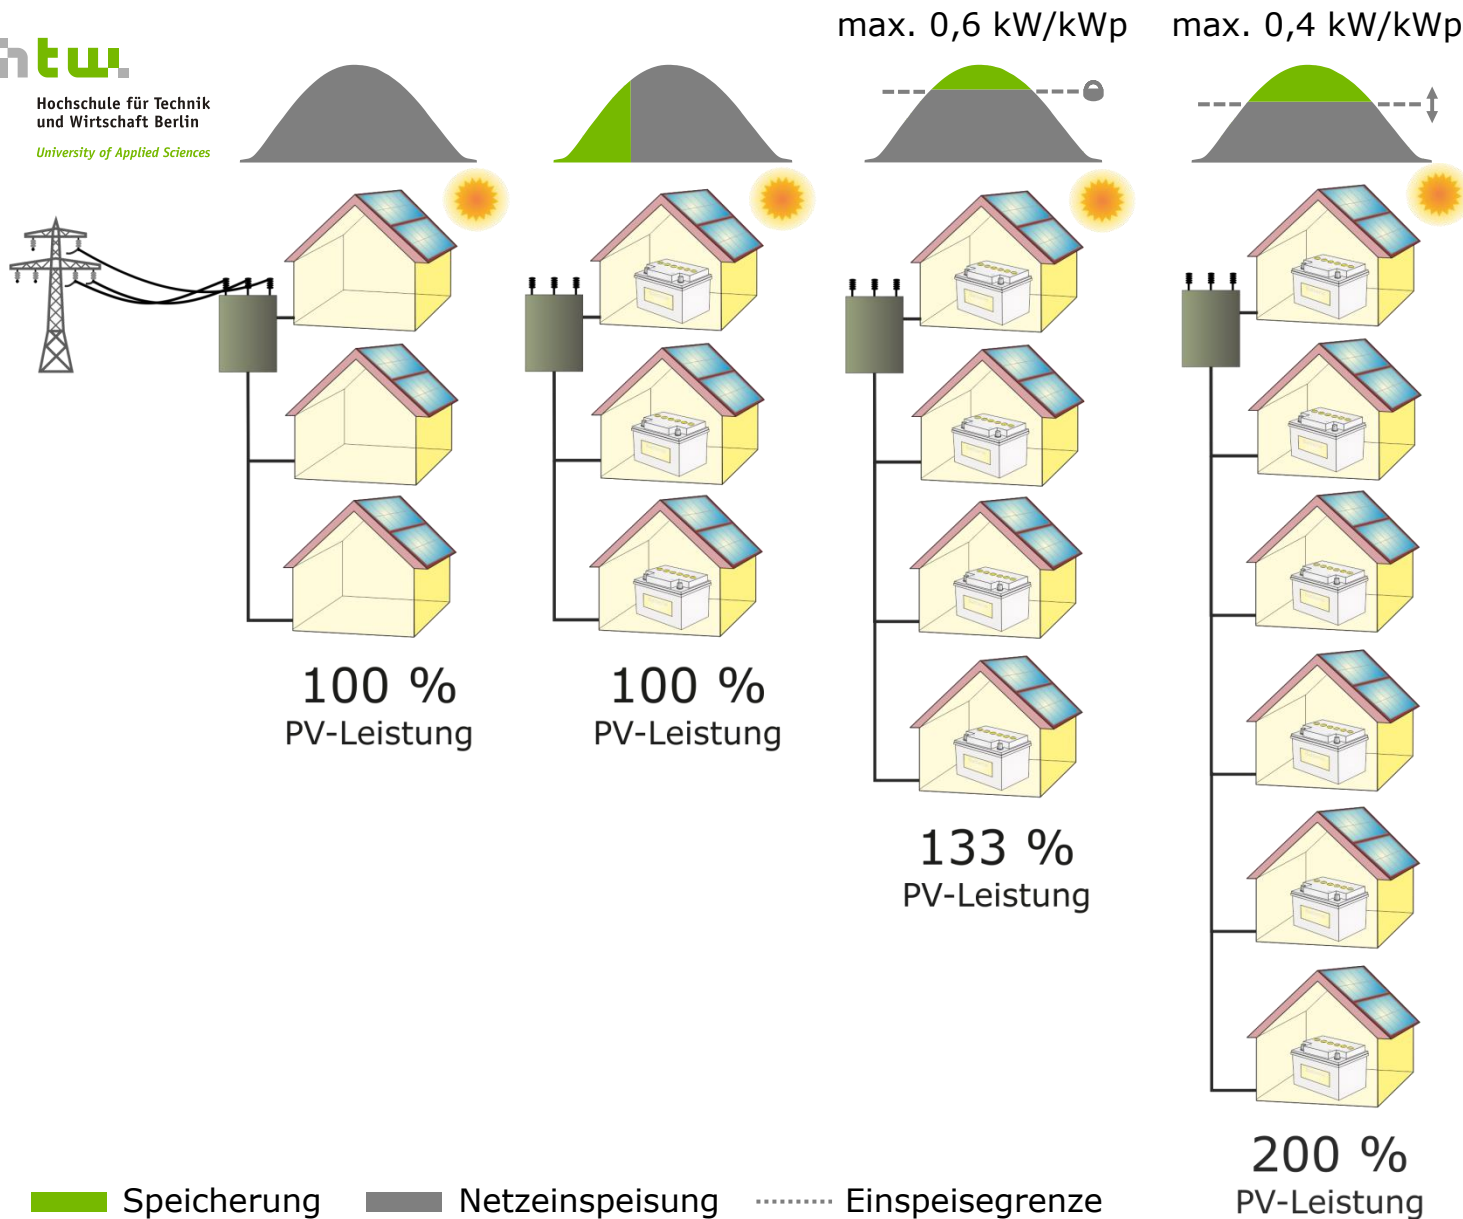 max. 0,6 kW/kWp
max. 0,4 kW/kWp
htw.
Hochschule für Technik
und Wirtschaft Berlin
University of Applied Sciences
100 %
PV-Leistung
100 %
PV-Leistung
133 %
PV-Leistung
200 %
PV-Leistung
Speicherung
Netzeinspeisung
Einspeisegrenze